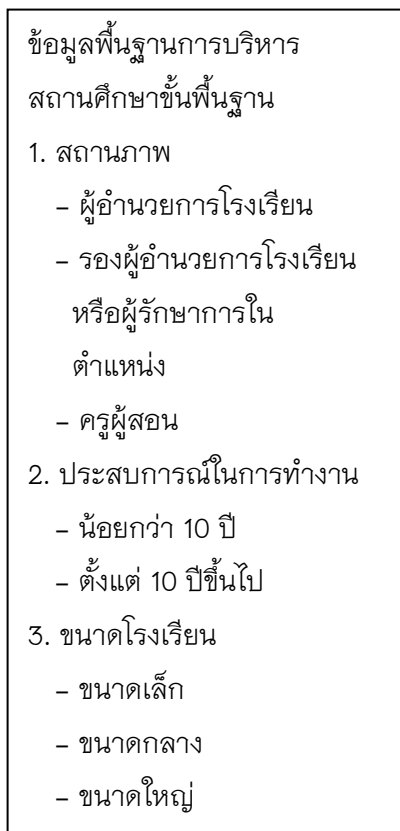 ข้อมูลพื้นฐานการบริหาร
สถานศึกษาขั้นพื้นฐาน
1. สถานภาพ
– ผู้อำนวยการโรงเรียน
– รองผู้อำนวยการโรงเรียน
หรือผู้รักษาการใน
ตำแหน่ง
– ครูผู้สอน
2. ประสบการณ์ในการทำงาน
– น้อยกว่า 10 ปี
– ตั้งแต่ 10 ปีขึ้นไป
3. ขนาดโรงเรียน
– ขนาดเล็ก
– ขนาดกลาง
– ขนาดใหญ่